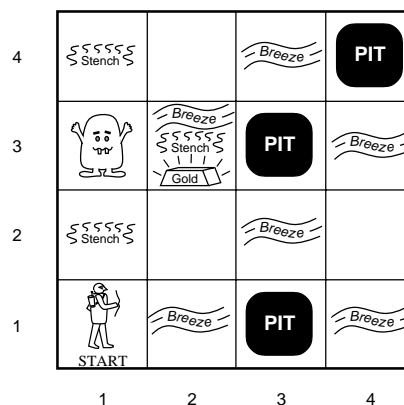 4
Stench
Breeze
PIT
3
Breeze
Stench
Gold
PIT
Breeze
2
Stench
Breeze
1
START
Breeze
PIT
Breeze
1 2 3 4